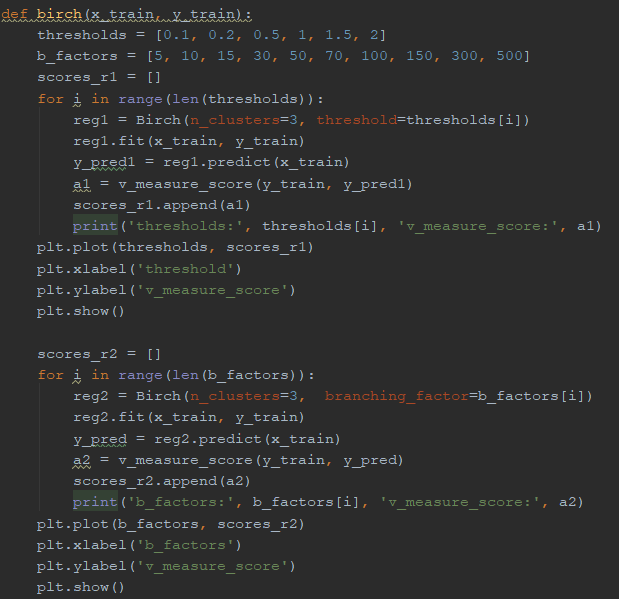 def birch(x_train, y_train):
    thresholds = [0.1, 0.2, 0.5, 1, 1.5, 2]
    b_factors = [5, 10, 15, 30, 50, 70, 100, 150, 300, 500]
    scores_r1 = []
    for i in range(len(thresholds)):
        reg1 = Birch(n_clusters=3, threshold=thresholds[i])
        reg1.fit(x_train, y_train)
        y_pred1 = reg1.predict(x_train)
        a1 = v_measure_score(y_train, y_pred1)
        scores_r1.append(a1)
        print('thresholds:', thresholds[i], 'v_measure_score:', a1)
    plt.plot(thresholds, scores_r1)
    plt.xlabel('threshold')
    plt.ylabel('v_measure_score')
    plt.show()

    scores_r2 = []
    for i in range(len(b_factors)):
        reg2 = Birch(n_clusters=3,  branching_factor=b_factors[i])
        reg2.fit(x_train, y_train)
        y_pred = reg2.predict(x_train)
        a2 = v_measure_score(y_train, y_pred)
        scores_r2.append(a2)
        print('b_factors:', b_factors[i], 'v_measure_score:', a2)
    plt.plot(b_factors, scores_r2)
    plt.xlabel('b_factors')
    plt.ylabel('v_measure_score')
    plt.show()